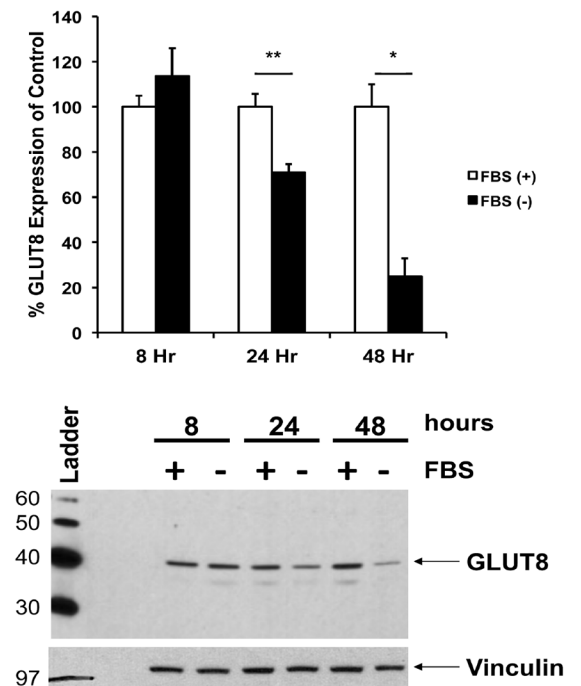 % GLUT8 Expression of Control
140
120
100
80
60
40
20
0
**
*
FBS (+)
FBS (-)
8 Hr 24 Hr 48 Hr
Ladder
8 24 48 hours
+ - + - + - FBS
60
50
40
30
GLUT8
97
Vinculin